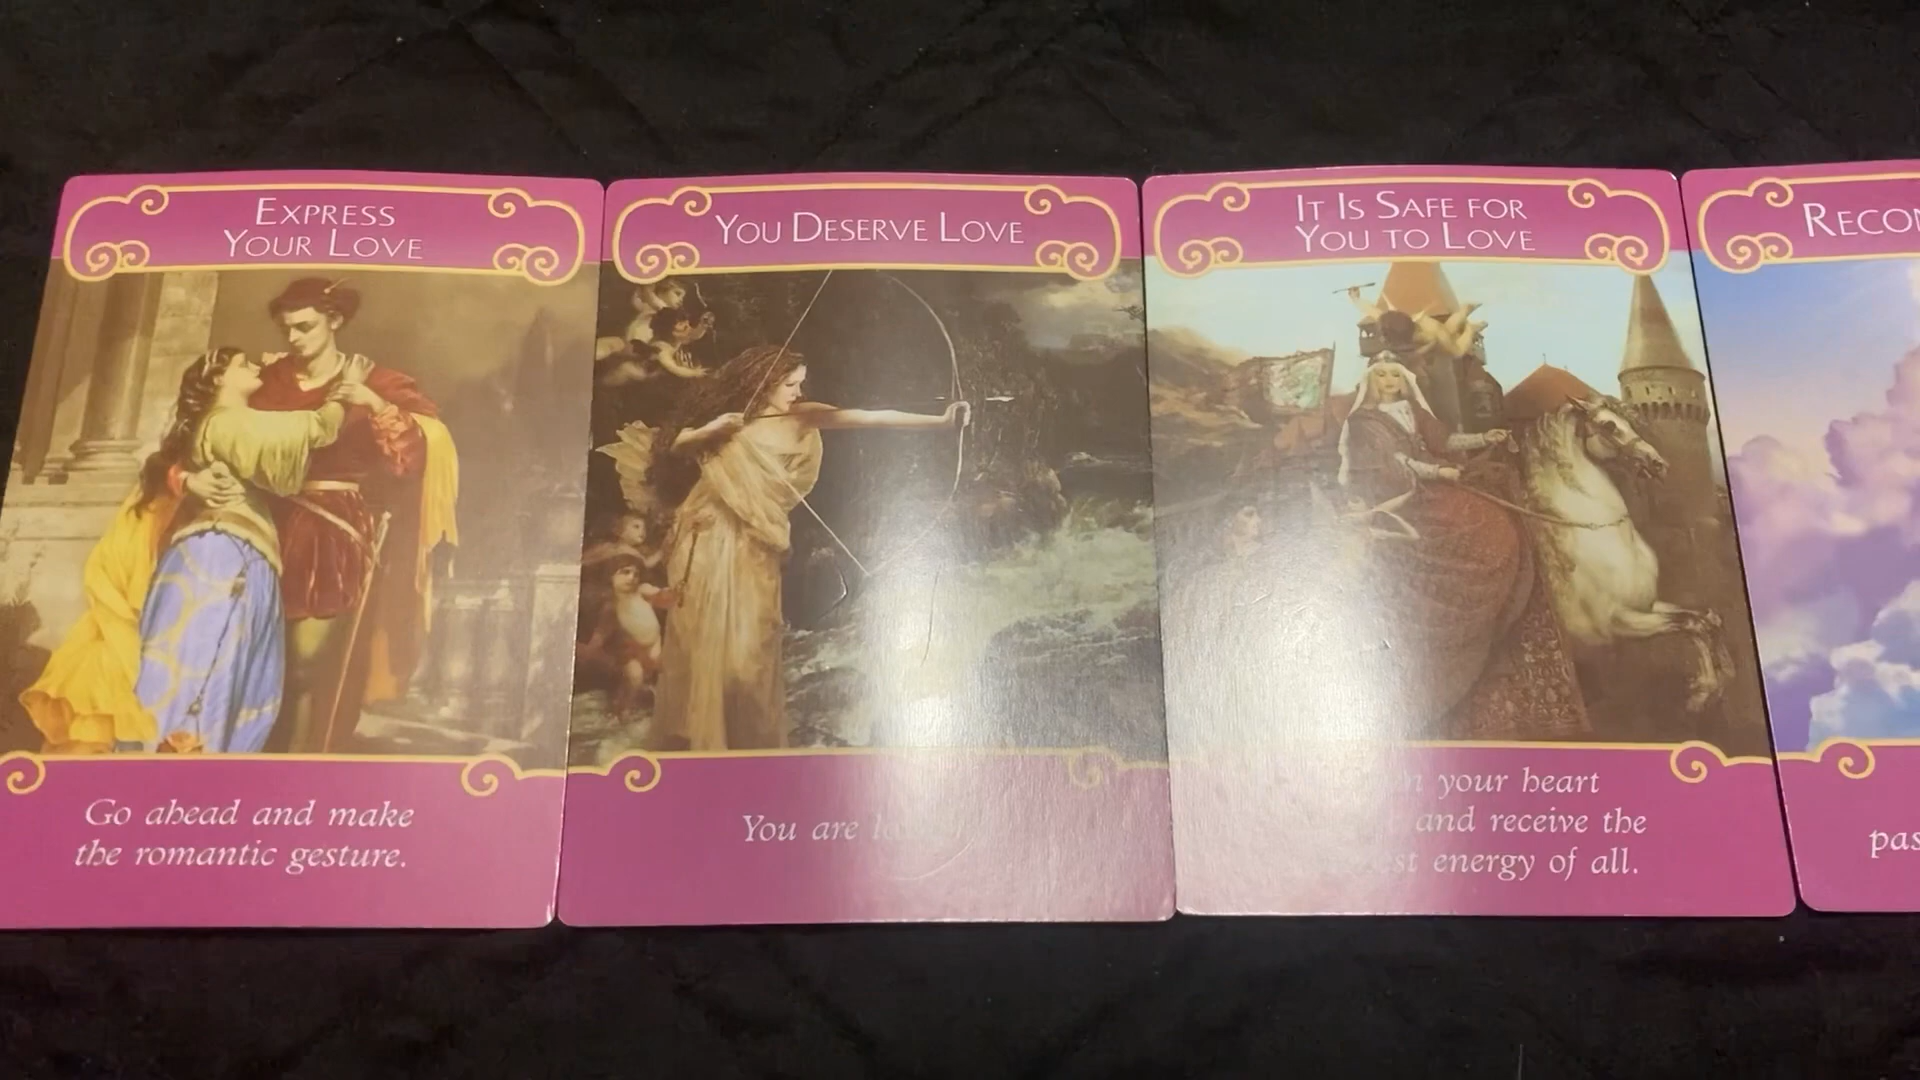 EXPRESS
YOUR LOVE
Go ahead and make
the romantic gesture.
YOU DESERVE LOVE
You are
IT IS SAFE FOR
YOU TO LOVE
your heart
and receive the
energy of all.